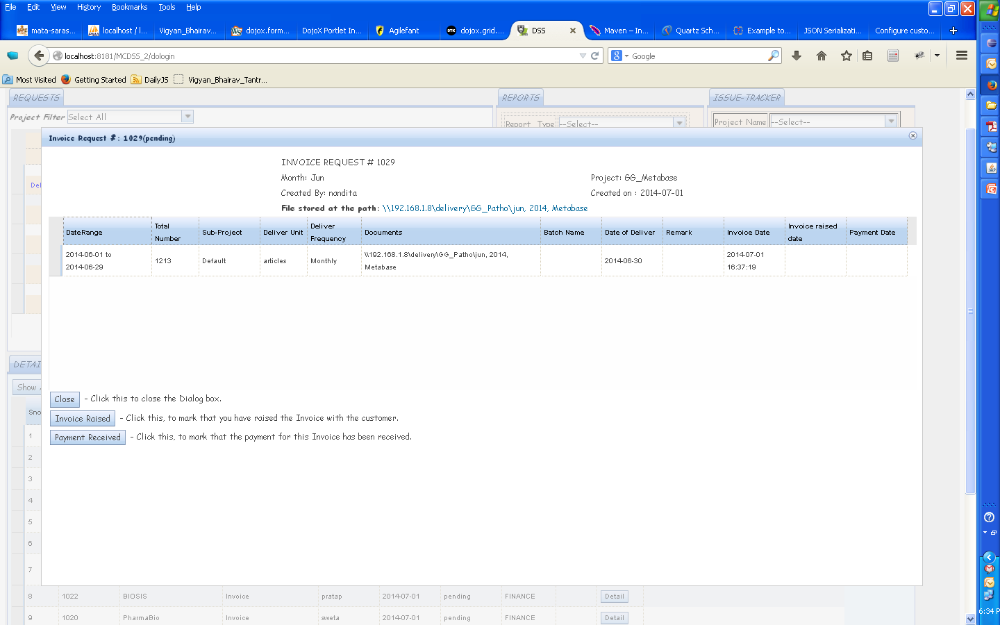 File Edit View History Bookmarks Tools Help
mata-saras... localhost / l... Vigyan_Bhairav... dojox.form... DojoX Portlet In... Agilefant dojox.grid.... DSS Maven – In... Quartz Sch... Example to... JSON Serializati... Configure custo...
localhost:8181/MCDSS_2/dologin
Google
Most Visited Getting Started DailyJS Vigyan_Bhairav_Tantr...
REQUESTS REPORTS ISSUE-TRACKER
Project Filter Select All
Report Type --Select-- Project Name --Select--
Invoice Request # : 1029(pending)
INVOICE REQUEST # 1029
Month: Jun Project: GG_Metabase
Created By: nandita Created on : 2014-07-01
File stored at the path: \\192.168.1.8\delivery\GG_Patho\jun, 2014, Metabase
DateRange Total Number Sub-Project Deliver Unit Deliver Frequency Documents Batch Name Date of Deliver Remark Invoice Date Invoice raised date Payment Date
2014-06-01 to 2014-06-29 1213 Default articles Monthly \\192.168.1.8\delivery\GG_Patho\jun, 2014, Metabase 2014-06-30 2014-07-01 16:37:19
Del
DETAI
Show
Close - Click this to close the Dialog box.
Invoice Raised - Click this, to mark that you have raised the Invoice with the customer.
Payment Received - Click this, to mark that the payment for this Invoice has been received.
Sno
1
2
3
4
5
6
7
8 1022 BIOSIS Invoice pratap 2014-07-01 pending FINANCE Detail
9 1020 PharmaBio Invoice sweta 2014-07-01 pending FINANCE Detail
6:34 P